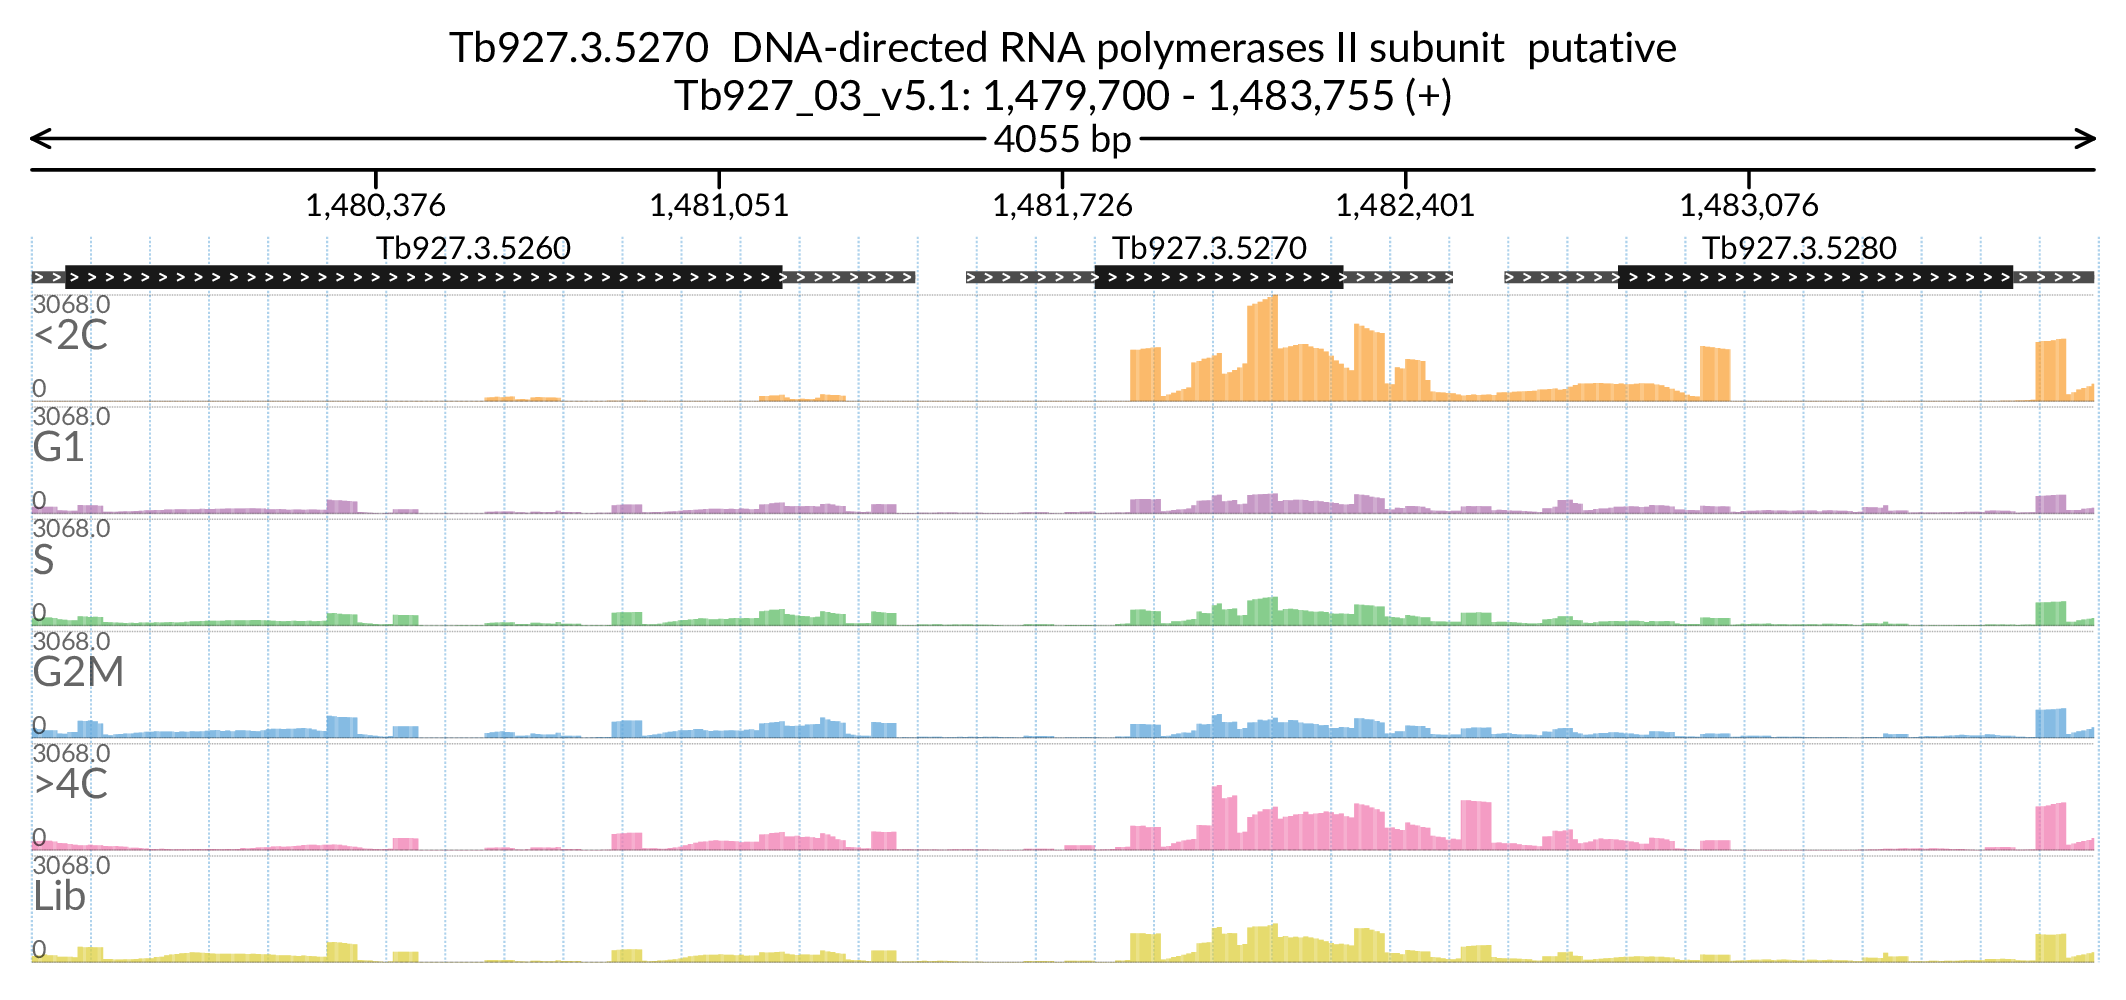 Tb927.3.5270  DNA-directed RNA polymerases II subunit  putative
Tb927_03_v5.1: 1,479,700 - 1,483,755 (+)
4055 bp
1,480,376 1,481,051 1,481,726 1,482,401 1,483,076
Tb927.3.5260 Tb927.3.5270 Tb927.3.5280
3068.0
<2C
0
3068.0
G1
0
3068.0
S
0
3068.0
G2M
0
3068.0
>4C
0
3068.0
Lib
0